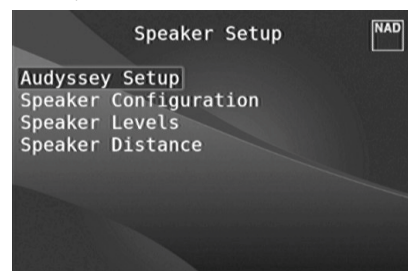 Speaker Setup
NAD
Audyssey Setup
Speaker Configuration
Speaker Levels
Speaker Distance